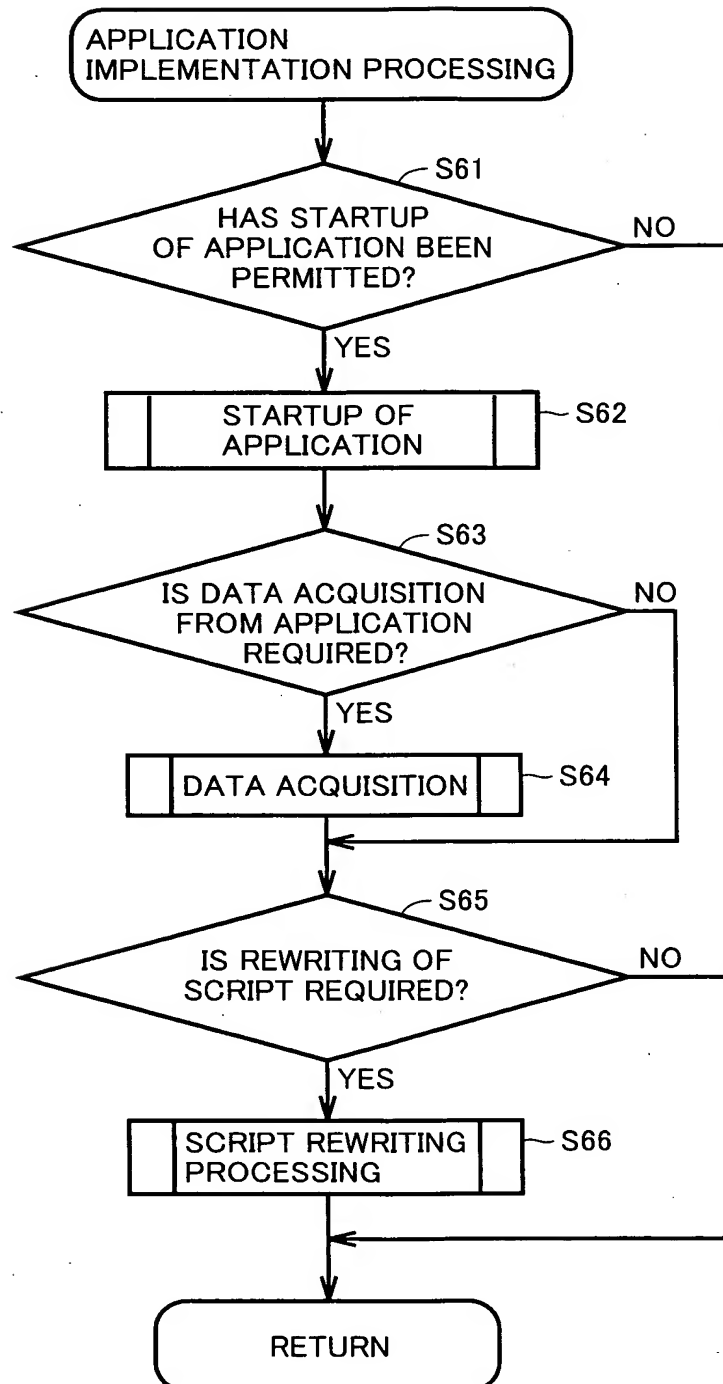 APPLICATION
IMPLEMENTATION PROCESSING
S61
HAS STARTUP
OF APPLICATION BEEN
PERMITTED?
NO
YES
STARTUP OF
APPLICATION
S62
S63
IS DATA ACQUISITION
FROM APPLICATION
REQUIRED?
NO
YES
DATA ACQUISITION
S64
S65
IS REWRITING OF
SCRIPT REQUIRED?
NO
YES
SCRIPT REWRITING
PROCESSING
S66
RETURN